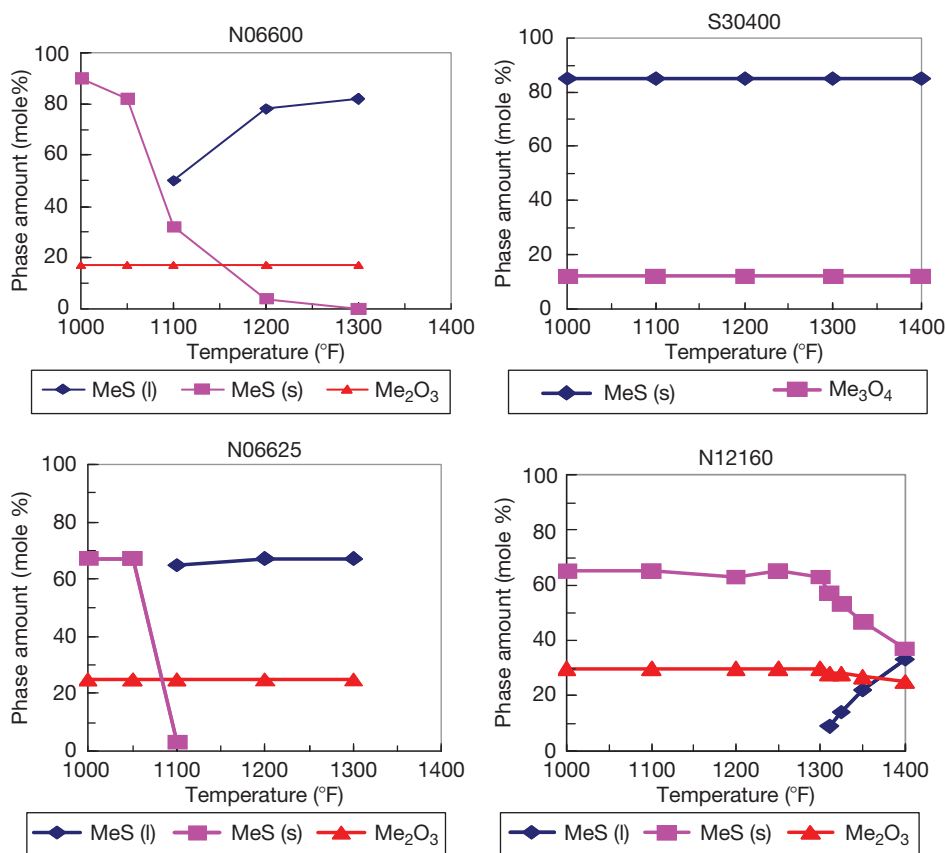 N06600
Phase amount (mole%)
100
80
60
40
20
0
1000 1100 1200 1300 1400
Temperature (°F)
MeS (l) MeS (s) Me₂O₃
S30400
Phase amount (mole %)
100
80
60
40
20
0
1000 1100 1200 1300 1400
Temperature (°F)
MeS (s) Me₃O₄
N06625
Phase amount (mole %)
100
80
60
40
20
0
1000 1100 1200 1300 1400
Temperature (°F)
MeS (l) MeS (s) Me₂O₃
N12160
Phase amount (mole %)
100
80
60
40
20
0
1000 1100 1200 1300 1400
Temperature (°F)
MeS (l) MeS (s) Me₂O₃